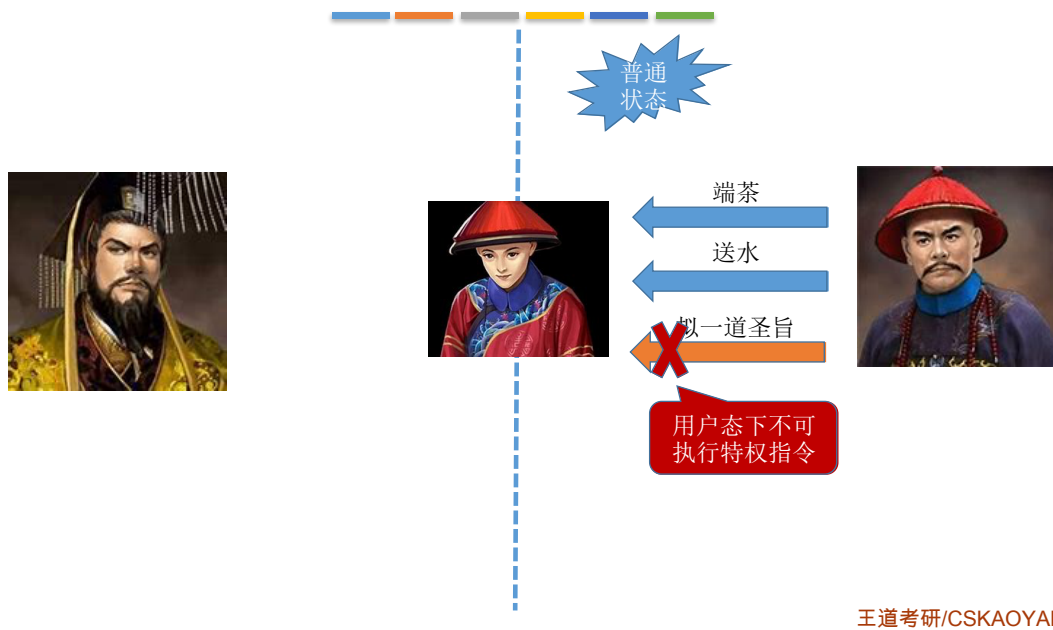 普通
状态
端茶
送水
拟一道圣旨
用户态下不可
执行特权指令
王道考研/CSKAOYAN